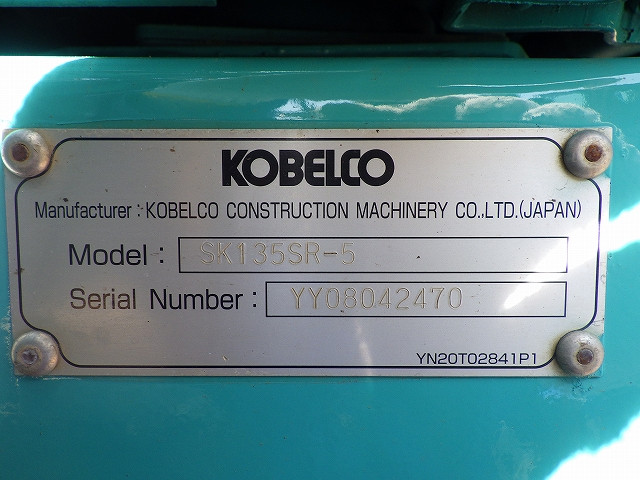 KOBELCO
Manufacturer : KOBELCO CONSTRUCTION MACHINERY CO.,LTD.(JAPAN)
Model : SK135SR-5
Serial Number : YY08042470
YN20T02841P1